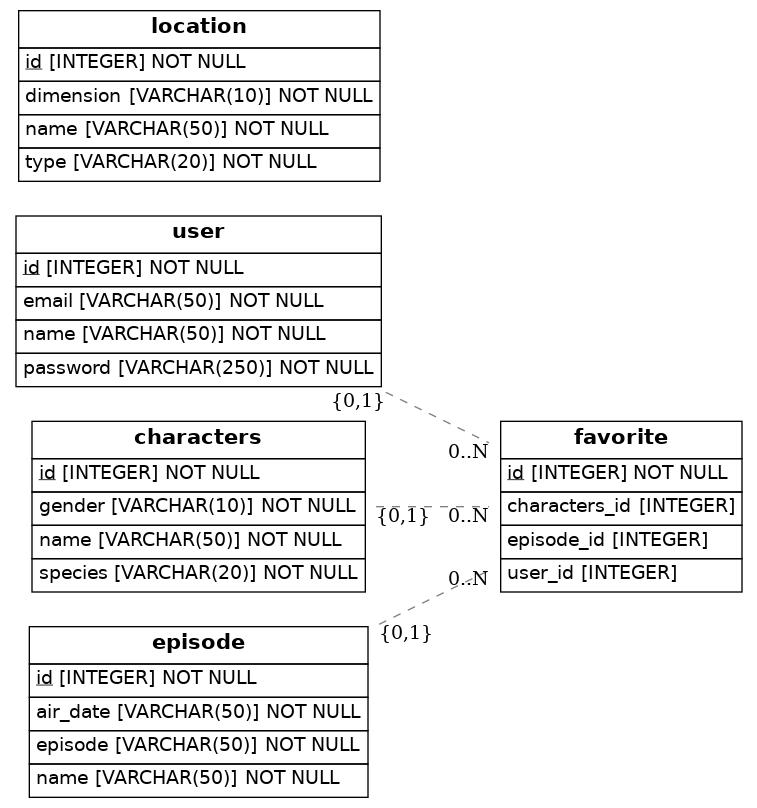 location
id [INTEGER] NOT NULL
dimension [VARCHAR(10)] NOT NULL
name [VARCHAR(50)] NOT NULL
type [VARCHAR(20)] NOT NULL
user
id [INTEGER] NOT NULL
email [VARCHAR(50)] NOT NULL
name [VARCHAR(50)] NOT NULL
password [VARCHAR(250)] NOT NULL
{0,1}
0..N
characters
id [INTEGER] NOT NULL
gender [VARCHAR(10)] NOT NULL
name [VARCHAR(50)] NOT NULL
species [VARCHAR(20)] NOT NULL
{0,1}
0..N
favorite
id [INTEGER] NOT NULL
characters_id [INTEGER]
episode_id [INTEGER]
user_id [INTEGER]
0..N
{0,1}
episode
id [INTEGER] NOT NULL
air_date [VARCHAR(50)] NOT NULL
episode [VARCHAR(50)] NOT NULL
name [VARCHAR(50)] NOT NULL